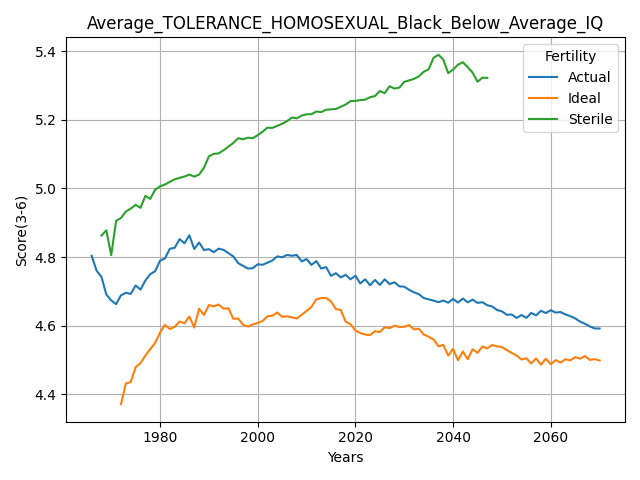 Average_TOLERANCE_HOMOSEXUAL_Black_Below_Average_IQ
Fertility
Actual
Ideal
Sterile
Score(3-6)
5.4
5.2
5.0
4.8
4.6
4.4
1980
2000
2020
2040
2060
Years